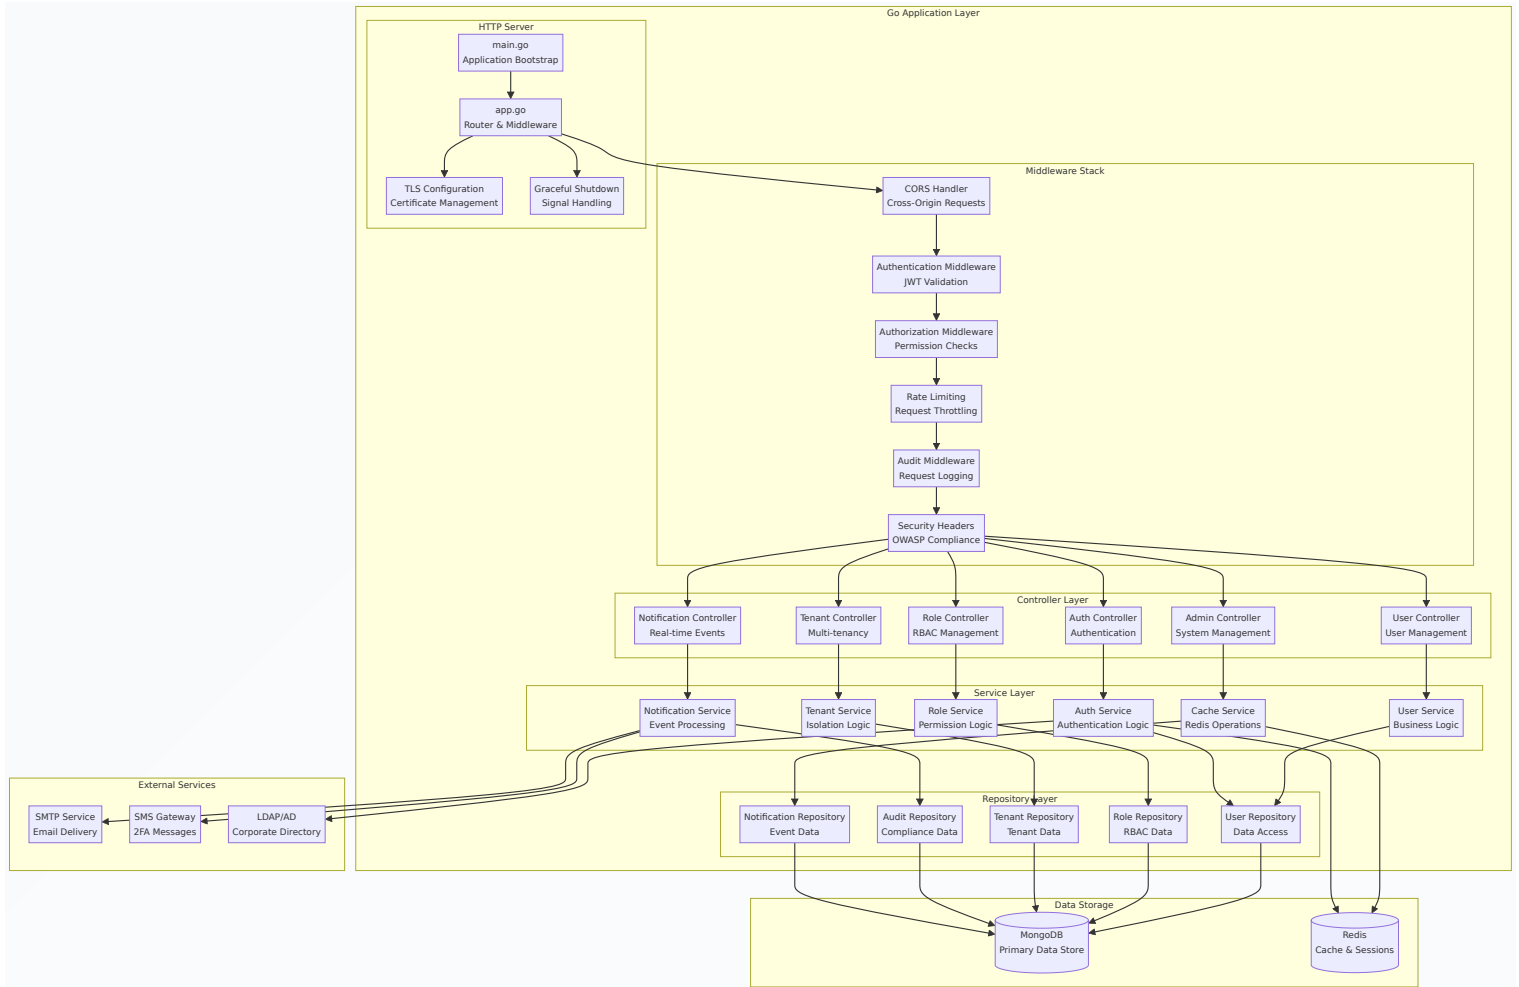 Go Application Layer
HTTP Server
main.go
Application Bootstrap
app.go
Router & Middleware
TLS Configuration
Certificate Management
Graceful Shutdown
Signal Handling
Middleware Stack
CORS Handler
Cross-Origin Requests
Authentication Middleware
JWT Validation
Authorization Middleware
Permission Checks
Rate Limiting
Request Throttling
Audit Middleware
Request Logging
Security Headers
OWASP Compliance
Controller Layer
Notification Controller
Real-time Events
Tenant Controller
Multi-tenancy
Role Controller
RBAC Management
Auth Controller
Authentication
Admin Controller
System Management
User Controller
User Management
Service Layer
Notification Service
Event Processing
Tenant Service
Isolation Logic
Role Service
Permission Logic
Auth Service
Authentication Logic
Cache Service
Redis Operations
User Service
Business Logic
External Services
SMTP Service
Email Delivery
SMS Gateway
2FA Messages
LDAP/AD
Corporate Directory
Repository Layer
Notification Repository
Event Data
Audit Repository
Compliance Data
Tenant Repository
Tenant Data
Role Repository
RBAC Data
User Repository
Data Access
Data Storage
MongoDB
Primary Data Store
Redis
Cache & Sessions